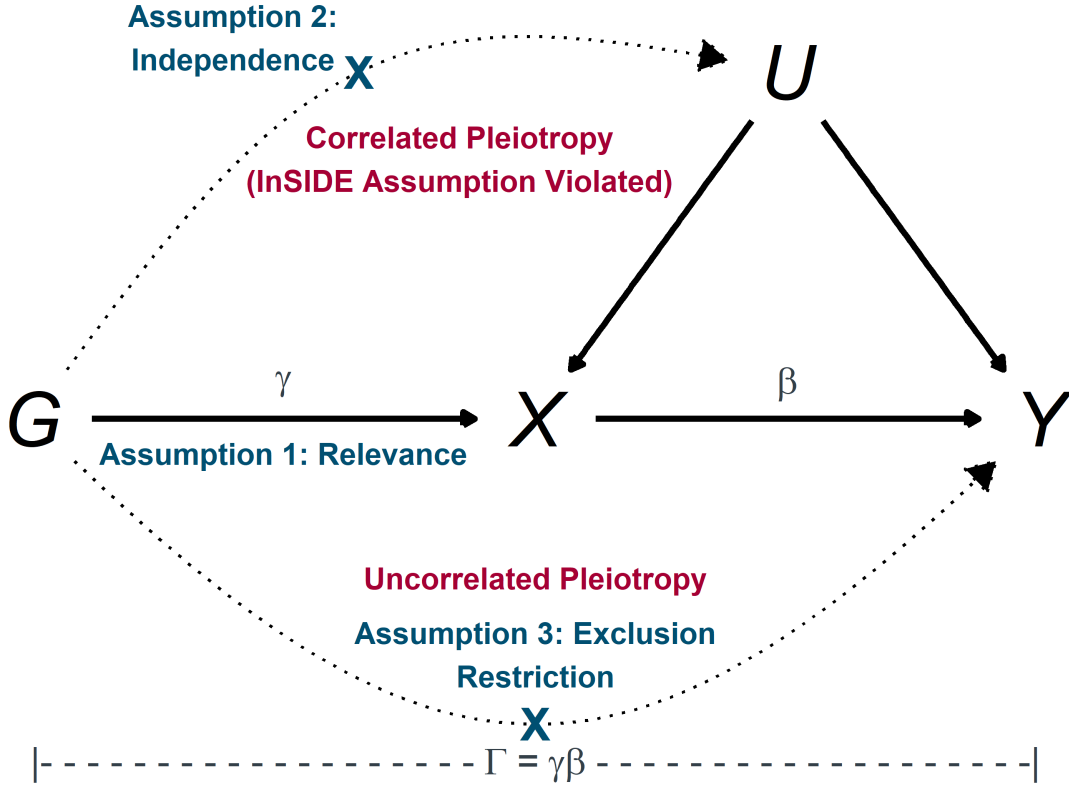 Assumption 2:
Independence
X
U
Correlated Pleiotropy
(InSIDE Assumption Violated)
γ
β
G
X
Y
Assumption 1: Relevance
Uncorrelated Pleiotropy
Assumption 3: Exclusion
Restriction
X
|- - - - - - - - - - - - - - - - - - - Γ = γβ - - - - - - - - - - - - - - - - - - -|